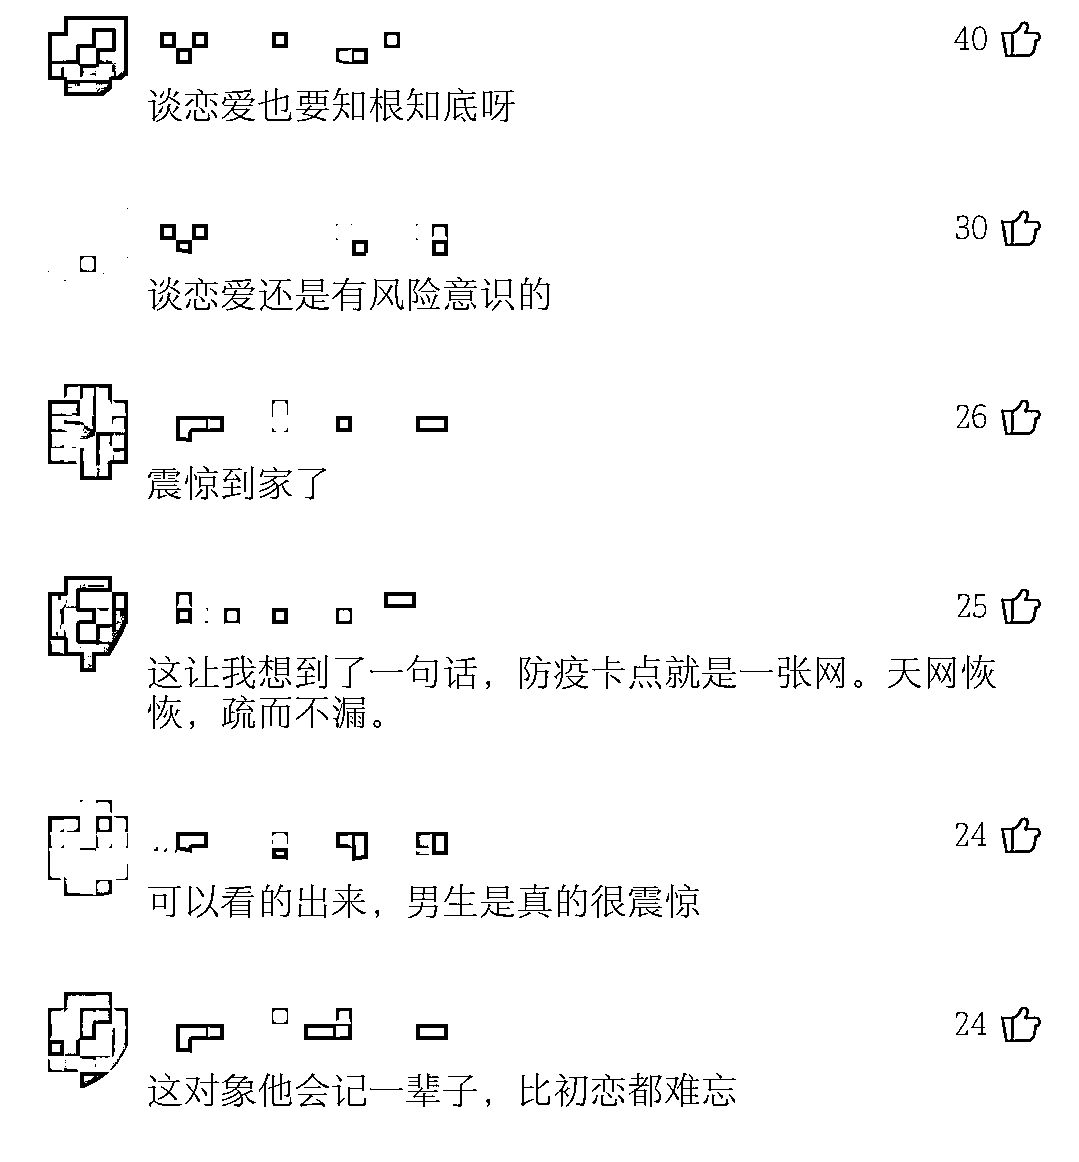 40
谈恋爱也要知根知底呀
30
谈恋爱还是有风险意识的
26
震惊到家了
25
这让我想到了一句话，防疫卡点就是一张网。天网恢
恢，疏而不漏。
24
可以看的出来，男生是真的很震惊
24
这对象他会记一辈子，比初恋都难忘